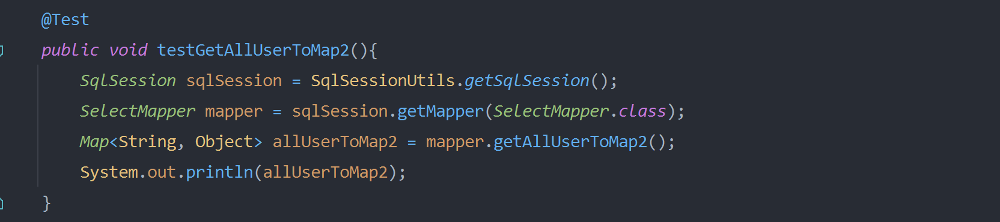 @Test
public void testGetAllUserToMap2(){
SqlSession sqlSession = SqlSessionUtils.getSqlSession();
SelectMapper mapper = sqlSession.getMapper(SelectMapper.class);
Map<String, Object> allUserToMap2 = mapper.getAllUserToMap2();
System.out.println(allUserToMap2);
}